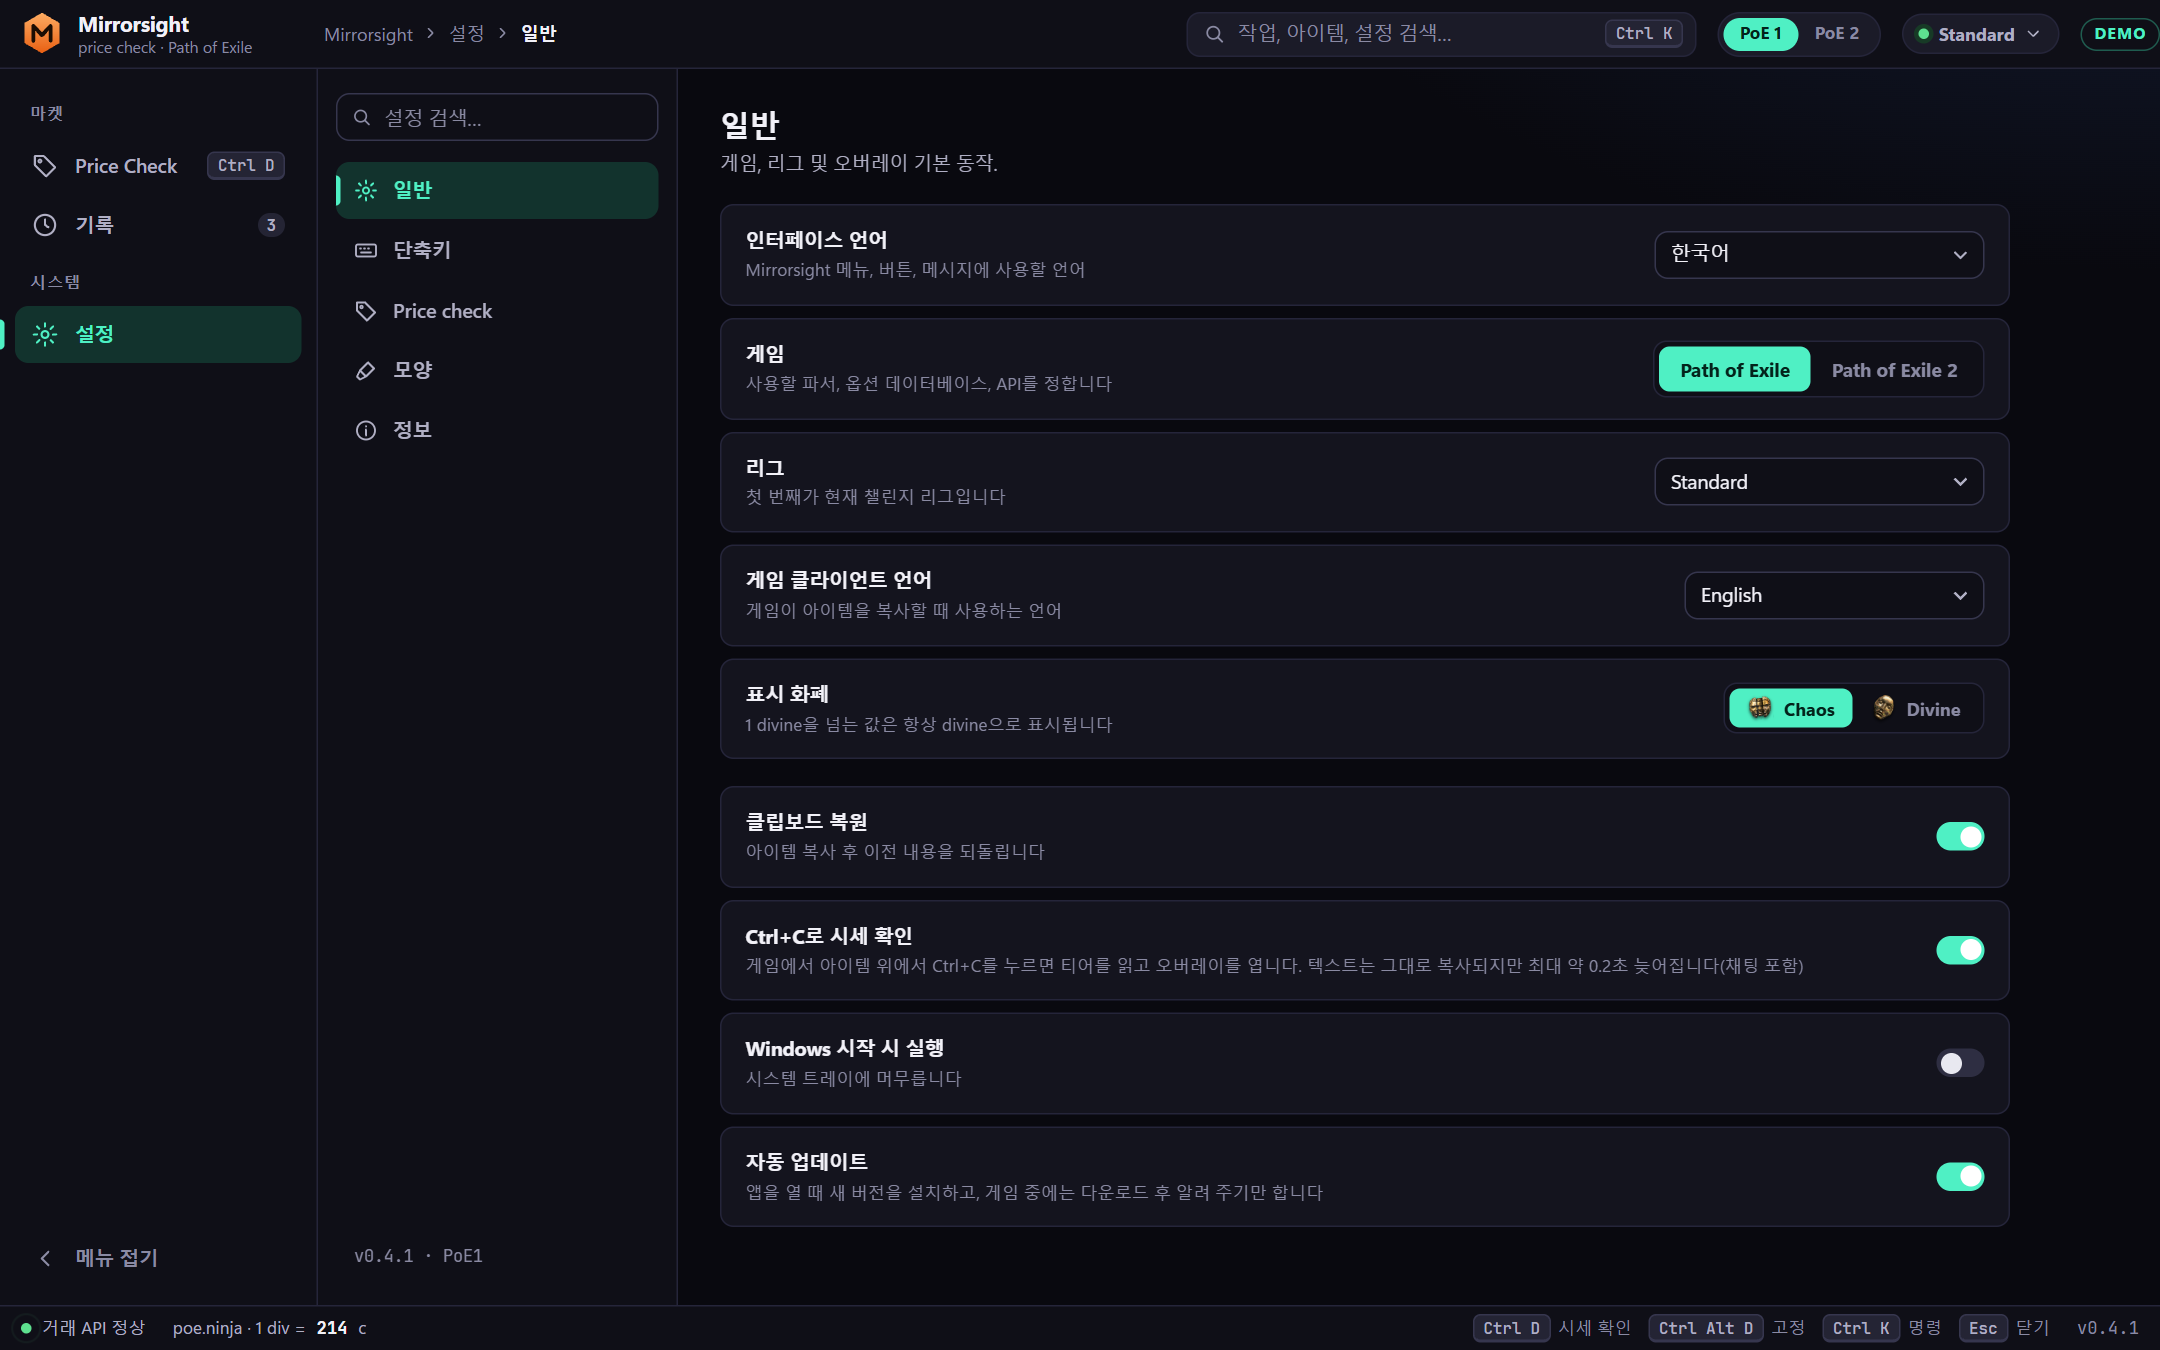 Mirrorsight
price check · Path of Exile
Mirrorsight > 설정 > 일반
작업, 아이템, 설정 검색...
Ctrl K
PoE 1
PoE 2
Standard
DEMO
마켓
Price Check
Ctrl D
기록
3
시스템
설정
메뉴 접기
설정 검색...
일반
단축키
Price check
모양
정보
v0.4.1 · PoE1
일반
게임, 리그 및 오버레이 기본 동작.
인터페이스 언어
Mirrorsight 메뉴, 버튼, 메시지에 사용할 언어
한국어
게임
사용할 파서, 옵션 데이터베이스, API를 정합니다
Path of Exile
Path of Exile 2
리그
첫 번째가 현재 챌린지 리그입니다
Standard
게임 클라이언트 언어
게임이 아이템을 복사할 때 사용하는 언어
English
표시 화폐
1 divine을 넘는 값은 항상 divine으로 표시됩니다
Chaos
Divine
클립보드 복원
아이템 복사 후 이전 내용을 되돌립니다
Ctrl+C로 시세 확인
게임에서 아이템 위에서 Ctrl+C를 누르면 티어를 읽고 오버레이를 엽니다. 텍스트는 그대로 복사되지만 최대 약 0.2초 늦어집니다(채팅 포함)
Windows 시작 시 실행
시스템 트레이에 머무릅니다
자동 업데이트
앱을 열 때 새 버전을 설치하고, 게임 중에는 다운로드 후 알려 주기만 합니다
거래 API 정상
poe.ninja · 1 div = 214 c
Ctrl D 시세 확인
Ctrl Alt D 고정
Ctrl K 명령
Esc 닫기
v0.4.1